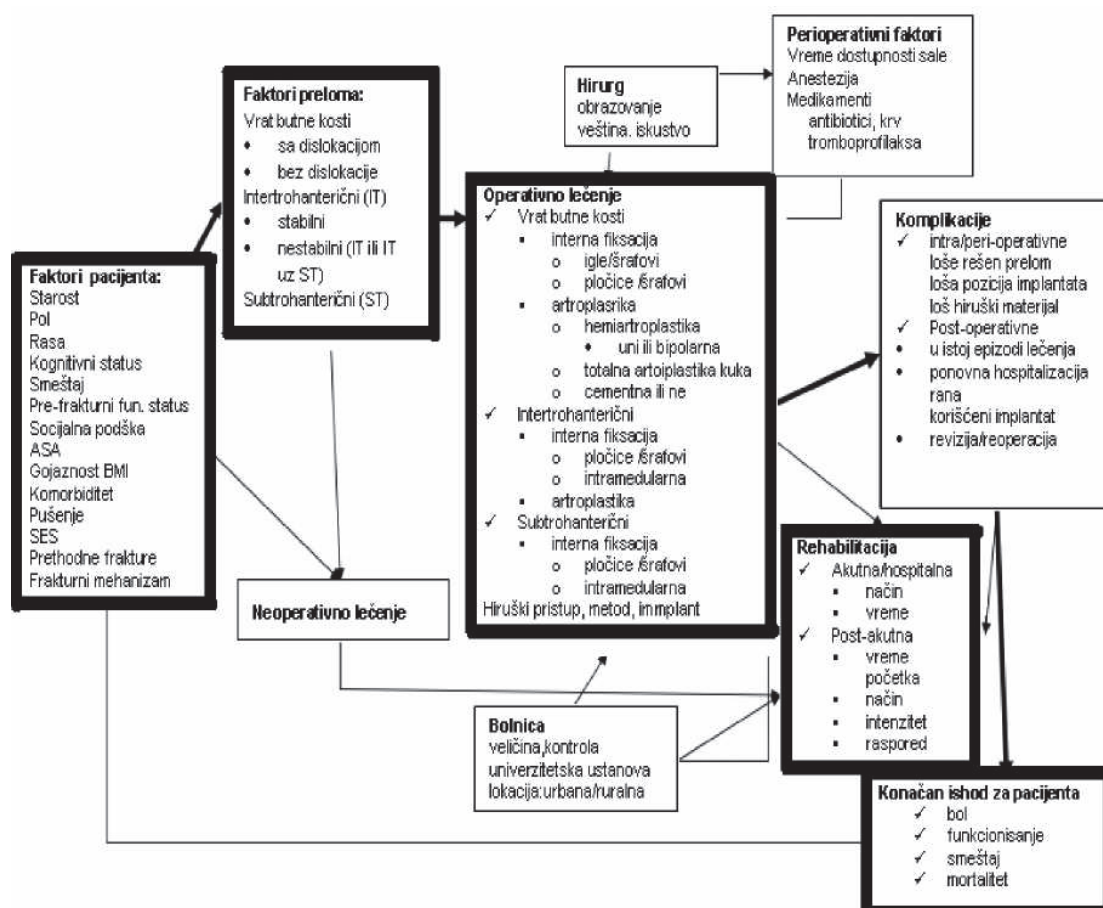 Perioperativni faktori
Vreme dostupnosti sale
Anestezija
Medikamenti
antibiotici, krv
tromboprofilaksa
Hirurg
obrazovanje
veština. iskustvo
Faktori preloma:
Vrat butne kosti
• sa dislokacijom
• bez dislokacije
Intertrohanterični (IT)
• stabilni
• nestabilni (IT ili IT
uz ST)
Subtrohanterični (ST)
Faktori pacijenta:
Starost
Pol
Rasa
Kognitivni status
Smeštaj
Pre-frakturni fun. status
Socijalna podška
ASA
Gojaznost BMI
Komorbiditet
Pušenje
SES
Prethodne frakture
Frakturni mehanizam
Operativno lečenje
✓ Vrat butne kosti
▪ interna fiksacija
o igle/šrafovi
o pločice /šrafovi
▪ artroplasrika
o hemiartroplastika
• uni ili bipolarna
o totalna artoiplastika kuka
o cementna ili ne
✓ Intertrohanterični
▪ interna fiksacija
o pločice /šrafovi
o intramedularna
▪ artroplastika
✓ Subtrohanterični
▪ interna fiksacija
o pločice /šrafovi
o intramedularna
Hiruški pristup, metod, immplant
Komplikacije
✓ intra/peri-operativne
loše rešen prelom
loša pozicija implantata
loš hiruški materijal
✓ Post-operativne
• u istoj epizodi lečenja
• ponovna hospitalizacija
rana
korišćeni implantat
• revizija/reoperacija
Neoperativno lečenje
Rehabilitacija
✓ Akutna/hospitalna
▪ način
▪ vreme
✓ Post-akutna
▪ vreme
početka
▪ način
▪ intenzitet
▪ raspored
Bolnica
veličina,kontrola
univerzitetska ustanova
lokacija:urbana/ruralna
Konačan ishod za pacijenta
✓ bol
✓ funkcionisanje
✓ smeštaj
✓ mortalitet